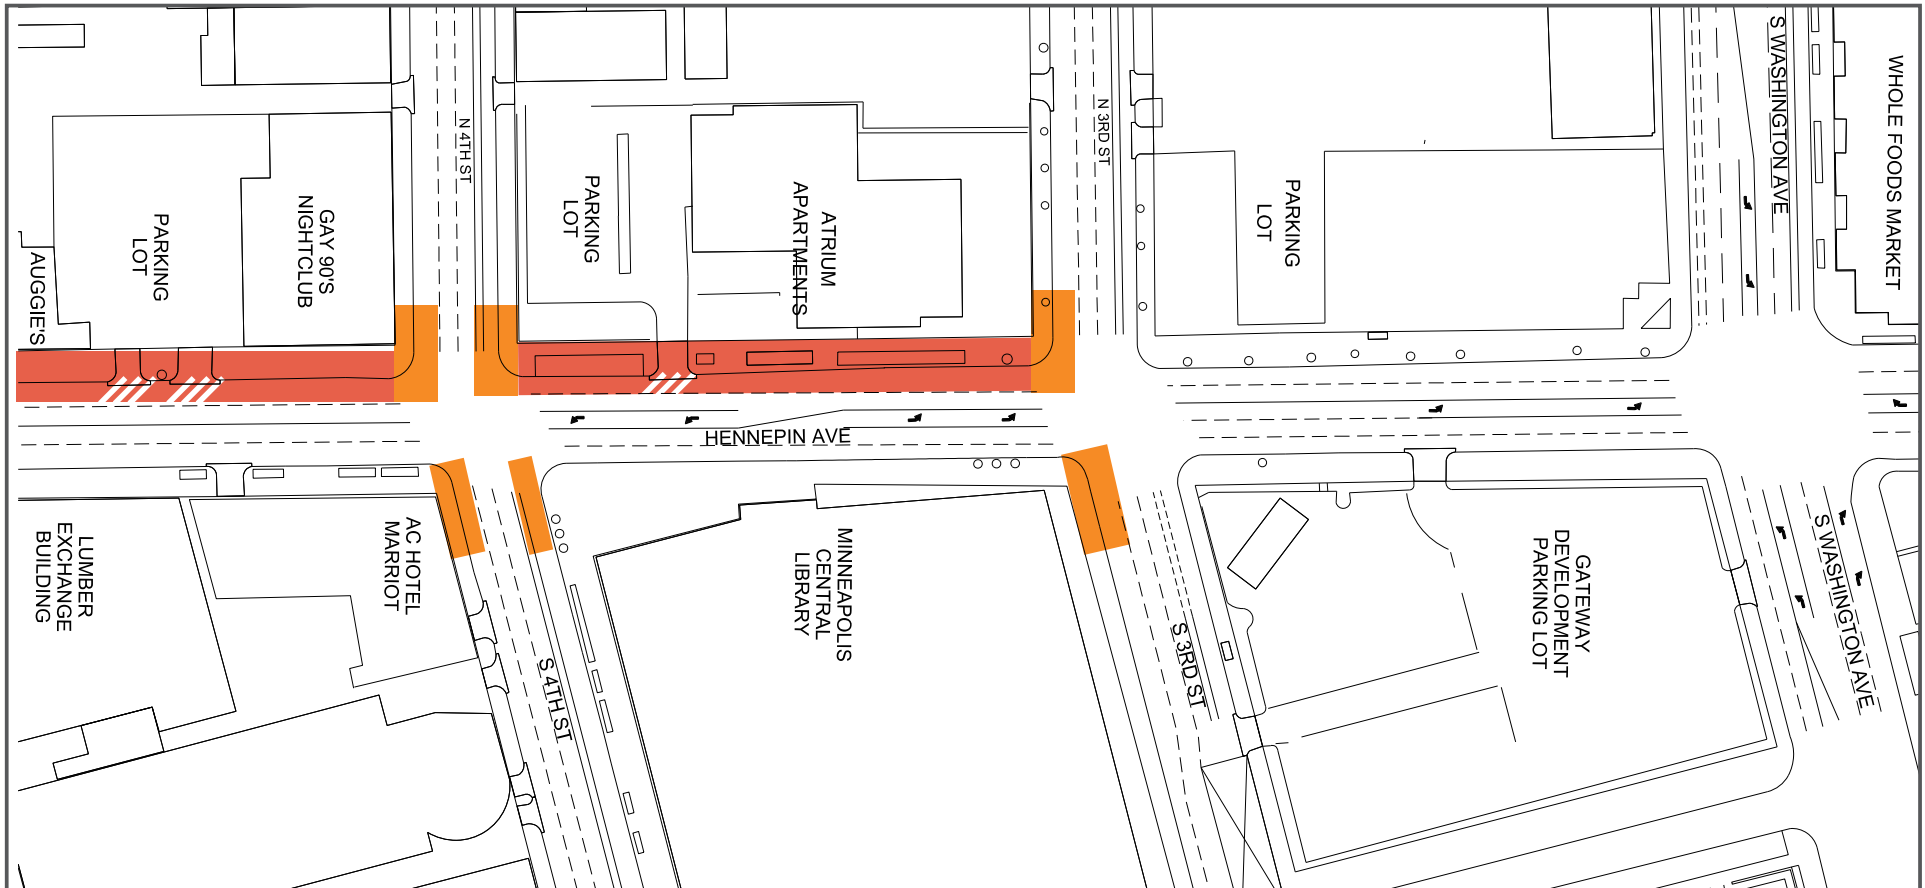 AUGGIE'S
PARKING
LOT
GAY 90'S
NIGHTCLUB
N 4TH ST
PARKING
LOT
ATRIUM
APARTMENTS
N 3RD ST
PARKING
LOT
S WASHINGTON AVE
WHOLE FOODS MARKET
HENNEPIN AVE
LUMBER
EXCHANGE
BUILDING
AC HOTEL
MARRIOT
S 4TH ST
MINNEAPOLIS
CENTRAL
LIBRARY
S 3RD ST
GATEWAY
DEVELOPMENT
PARKING LOT
S WASHINGTON AVE